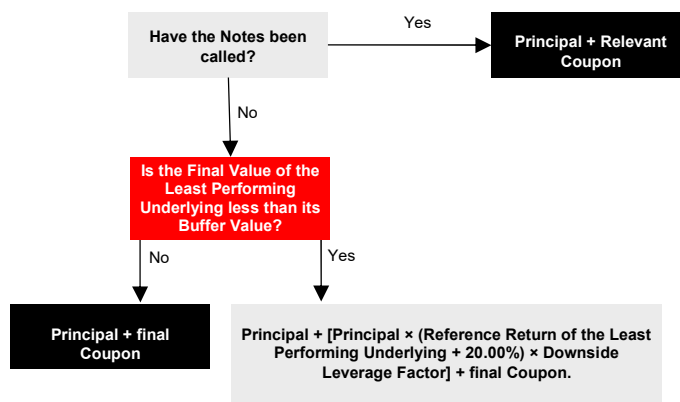 Have the Notes been
called?
Yes
Principal + Relevant
Coupon
No
Is the Final Value of the
Least Performing
Underlying less than its
Buffer Value?
No
Yes
Principal + final
Coupon
Principal + [Principal × (Reference Return of the Least
Performing Underlying + 20.00%) × Downside
Leverage Factor] + final Coupon.